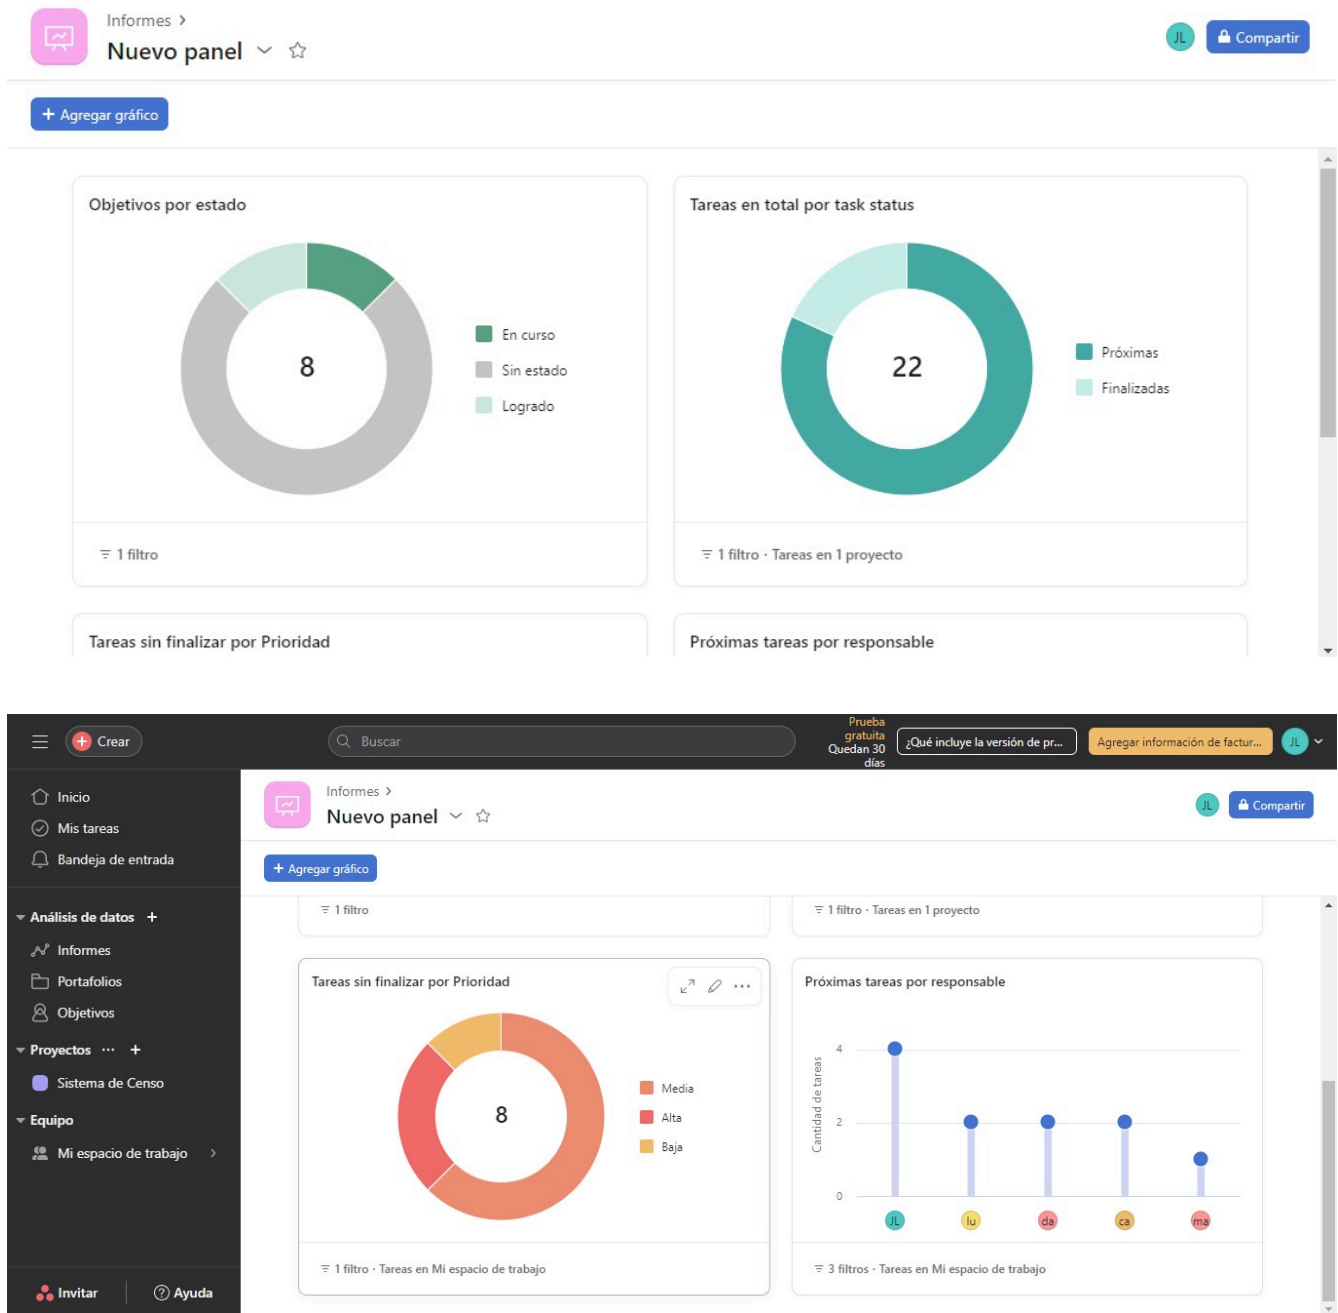 Informes >
Nuevo panel
JL
Compartir
+ Agregar gráfico
Objetivos por estado
8
En curso
Sin estado
Logrado
1 filtro
Tareas en total por task status
22
Próximas
Finalizadas
1 filtro · Tareas en 1 proyecto
Tareas sin finalizar por Prioridad
Próximas tareas por responsable
Crear
Buscar
Prueba
gratuita
Quedan 30
días
¿Qué incluye la versión de pr...
Agregar información de factur...
JL
Inicio
Mis tareas
Bandeja de entrada
Análisis de datos +
Informes
Portafolios
Objetivos
Proyectos ··· +
Sistema de Censo
Equipo
Mi espacio de trabajo >
Invitar
Ayuda
Informes >
Nuevo panel
JL
Compartir
+ Agregar gráfico
1 filtro
1 filtro · Tareas en 1 proyecto
Tareas sin finalizar por Prioridad
8
Media
Alta
Baja
1 filtro · Tareas en Mi espacio de trabajo
Próximas tareas por responsable
Cantidad de tareas
4
2
0
JL
lu
da
ca
ma
3 filtros · Tareas en Mi espacio de trabajo